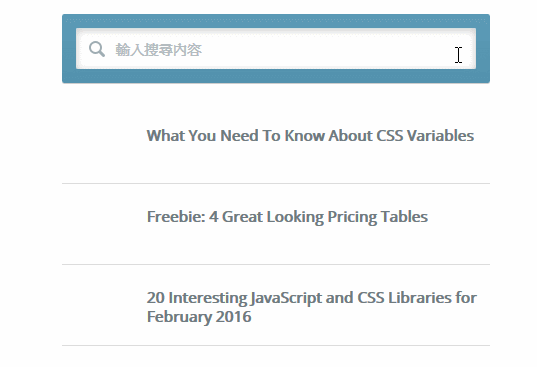 輸入搜尋內容
What You Need To Know About CSS Variables
Freebie: 4 Great Looking Pricing Tables
20 Interesting JavaScript and CSS Libraries for
February 2016